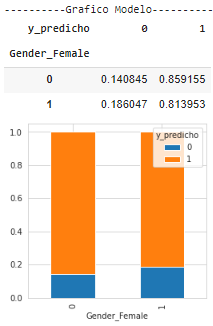 ----------Grafico Modelo----------
y_predicho 0 1
Gender_Female
0 0.140845 0.859155
1 0.186047 0.813953
y_predicho
0
1
1.0
0.8
0.6
0.4
0.2
0.0
0 1
Gender_Female